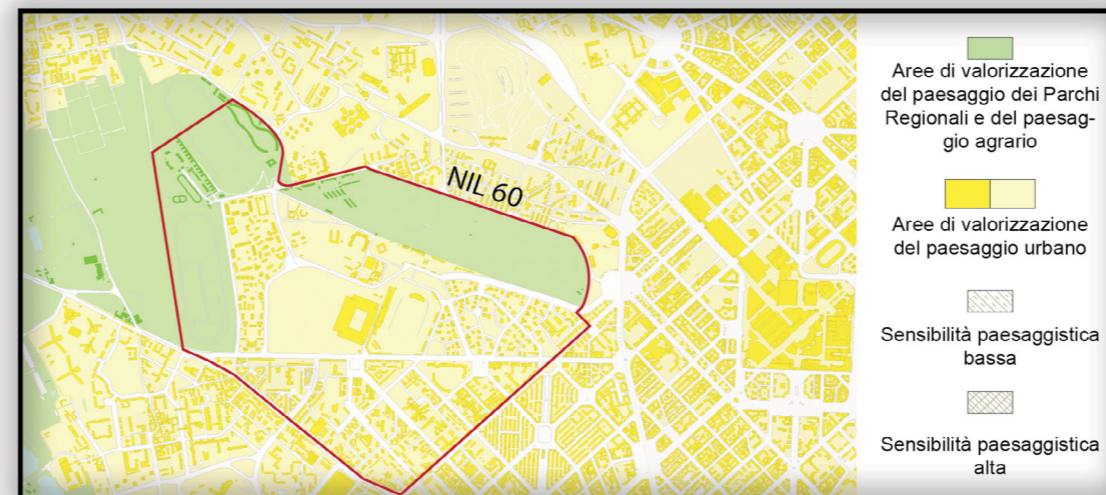 NIL 60
Aree di valorizzazione
del paesaggio dei Parchi
Regionali e del paesag-
gio agrario
Aree di valorizzazione
del paesaggio urbano
Sensibilità paesaggistica
bassa
Sensibilità paesaggistica
alta